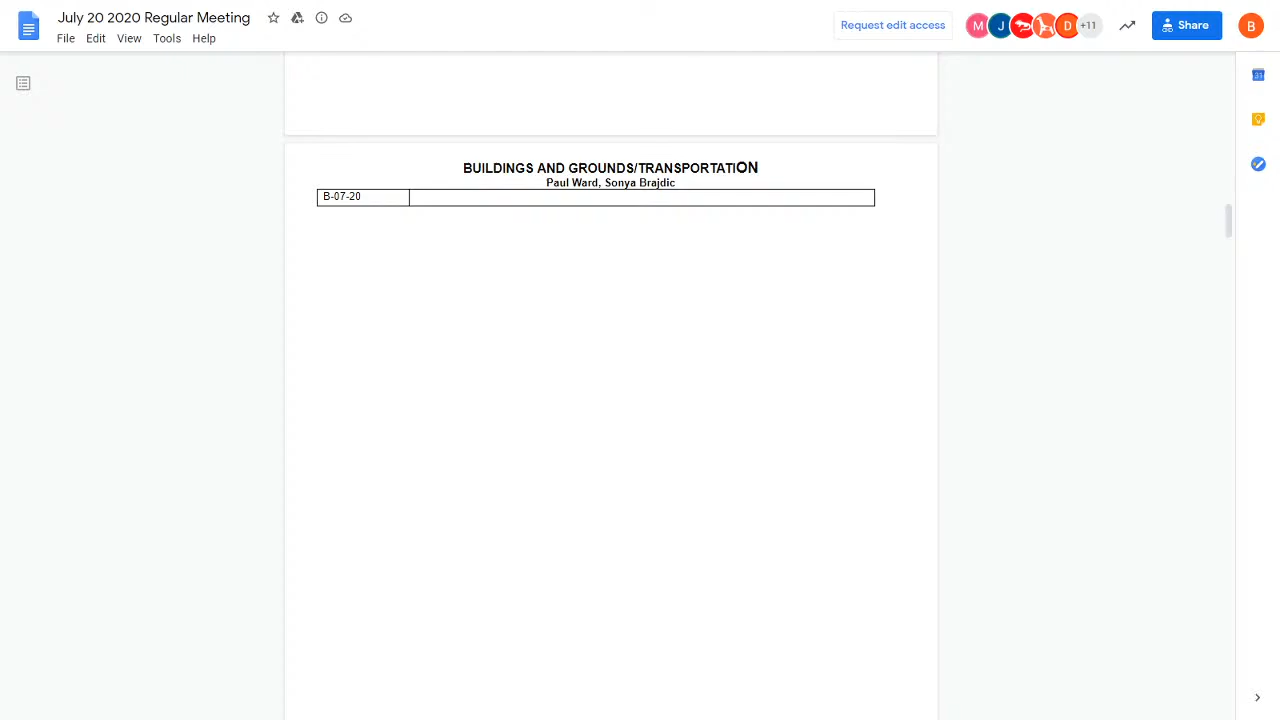 July 20 2020 Regular Meeting
File Edit View Tools Help
Request edit access
M J D +11
Share
B
31
BUILDINGS AND GROUNDS/TRANSPORTATION
Paul Ward, Sonya Brajdic
B-07-20